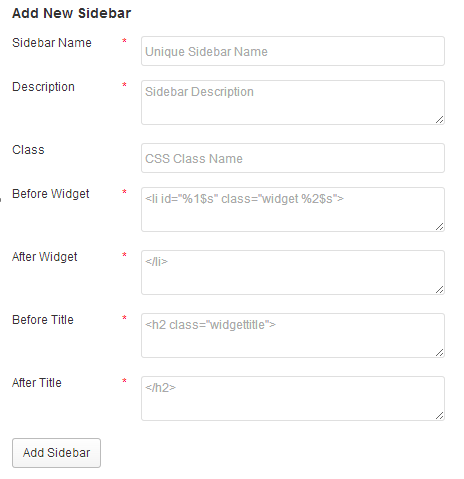 Add New Sidebar
Sidebar Name * Unique Sidebar Name
Description * Sidebar Description
Class CSS Class Name
Before Widget * <li id="%1$s" class="widget %2$s">
After Widget * </li>
Before Title * <h2 class="widgettitle">
After Title * </h2>
Add Sidebar